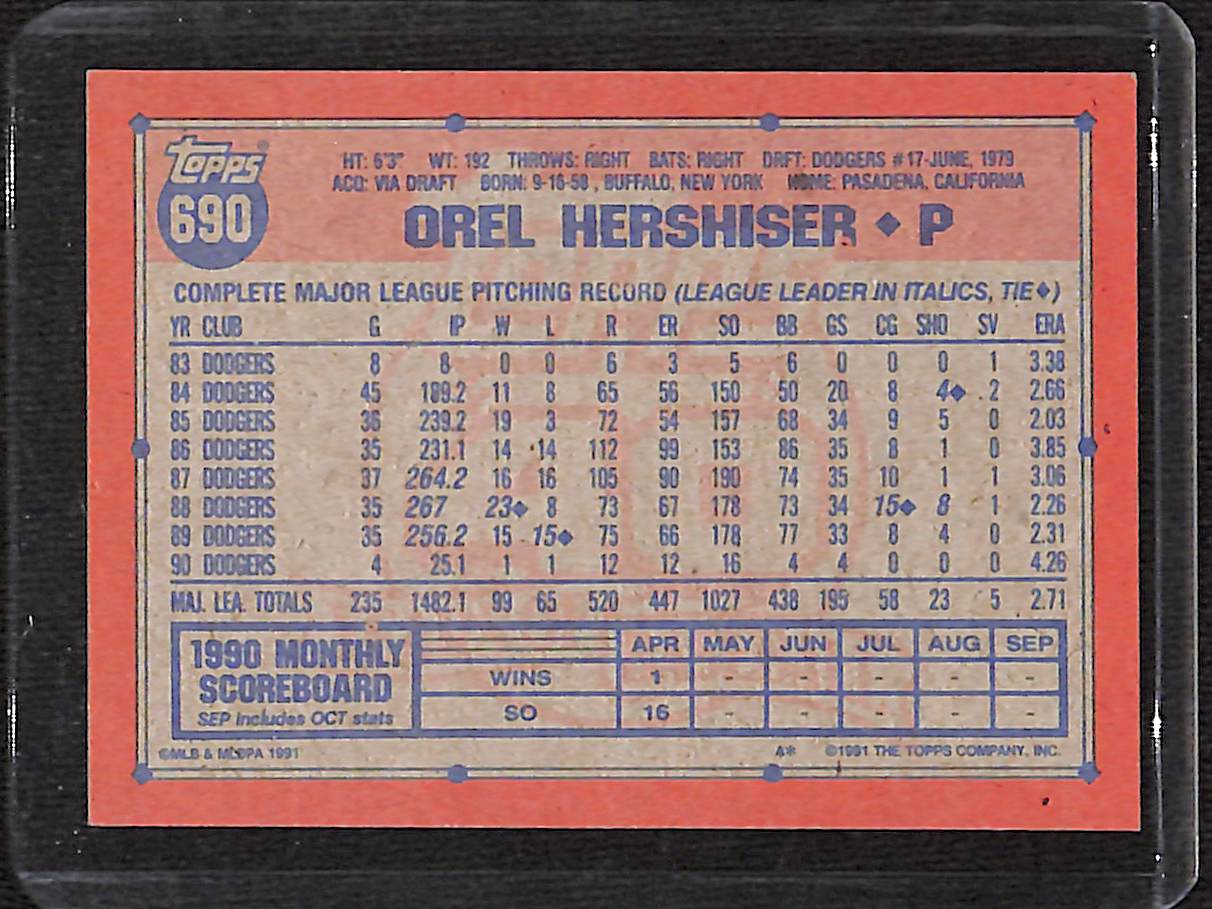 TOPPS®
690
HT: 6'3" WT: 192 THROWS: RIGHT BATS: RIGHT DRFT: DODGERS #17-JUNE, 1979
ACQ: VIA DRAFT BORN: 9-16-58, BUFFALO, NEW YORK HOME: PASADENA, CALIFORNIA
OREL HERSHISER ◆ P
COMPLETE MAJOR LEAGUE PITCHING RECORD (LEAGUE LEADER IN ITALICS, TIE◆)
YR CLUB G IP W L R ER SO BB GS CG SHO SV ERA
83 DODGERS 8 8 0 0 6 3 5 6 0 0 0 1 3.38
84 DODGERS 45 189.2 11 8 65 56 150 50 20 8 4◆ 2 2.66
85 DODGERS 36 239.2 19 3 72 54 157 68 34 9 5 0 2.03
86 DODGERS 35 231.1 14 14 112 99 153 86 35 8 1 0 3.85
87 DODGERS 37 264.2 16 16 105 90 190 74 35 10 1 1 3.06
88 DODGERS 35 267 23◆ 8 73 67 178 73 34 15◆ 8 1 2.26
89 DODGERS 35 256.2 15 15◆ 75 66 178 77 33 8 4 0 2.31
90 DODGERS 4 25.1 1 1 12 12 16 4 4 0 0 0 4.26
MAJ. LEA. TOTALS 235 1482.1 99 65 520 447 1027 438 195 58 23 5 2.71
1990 MONTHLY SCOREBOARD
SEP includes OCT stats
APR MAY JUN JUL AUG SEP
WINS 1 - - - - -
SO 16 - - - - -
©MLB & MLBPA 1991 A* ©1991 THE TOPPS COMPANY, INC.